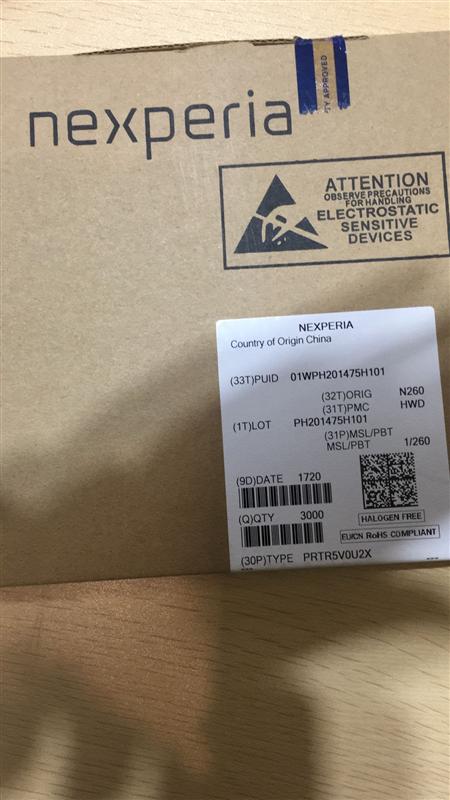 nexperia
TY APPROVED
ATTENTION
OBSERVE PRECAUTIONS
FOR HANDLING
ELECTROSTATIC
SENSITIVE
DEVICES
NEXPERIA
Country of Origin China
(33T)PUID 01WPH201475H101
(32T)ORIG N260
(31T)PMC HWD
(1T)LOT PH201475H101
(31P)MSL/PBT
MSL/PBT 1/260
(9D)DATE 1720
(Q)QTY 3000
HALOGEN FREE
EU/CN RoHS COMPLIANT
(30P)TYPE PRTR5V0U2X